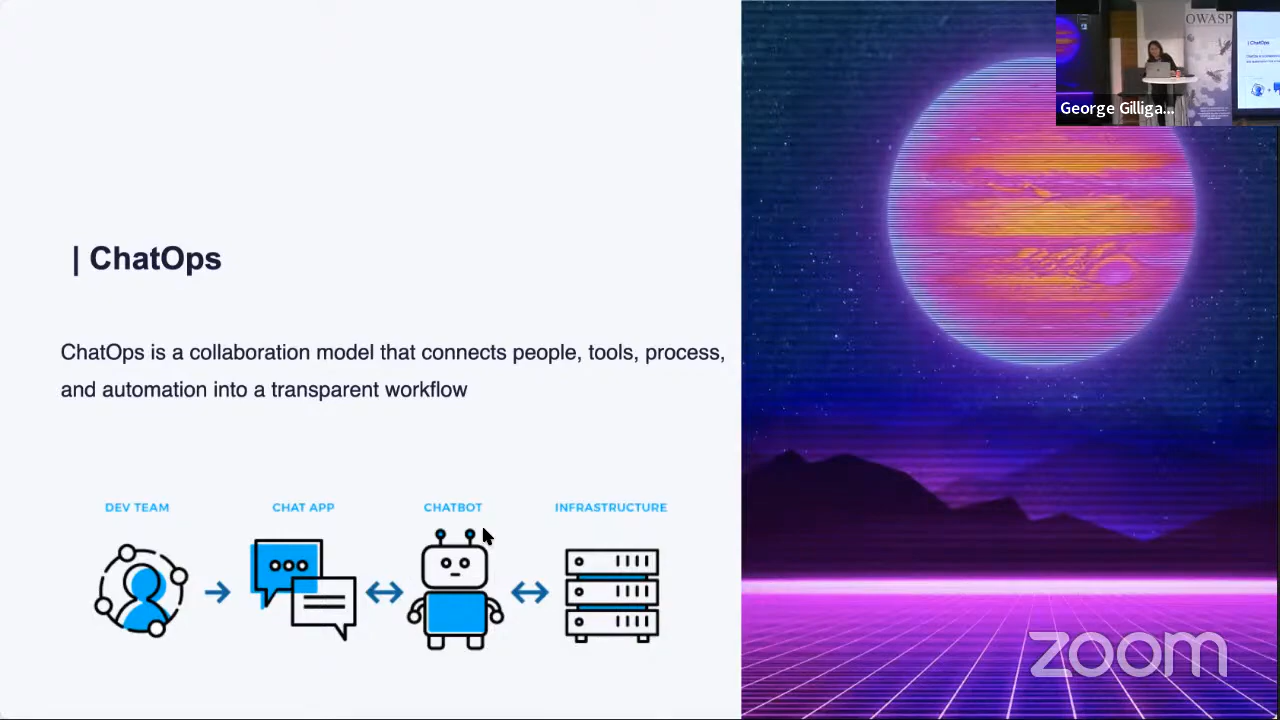 | ChatOps
ChatOps is a collaboration model that connects people, tools, process,
and automation into a transparent workflow
DEV TEAM
CHAT APP
CHATBOT
INFRASTRUCTURE
OWASP
| ChatOps
George Gilliga...
zoom